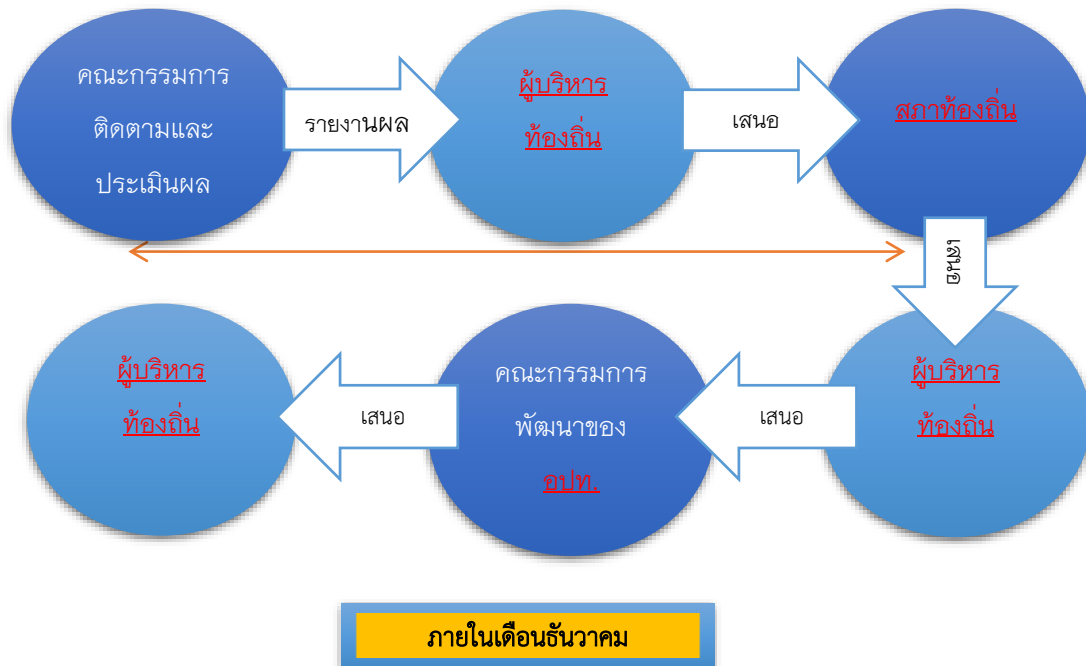 คณะกรรมการ
ติดตามและ
ประเมินผล
รายงานผล
ผู้บริหาร
ท้องถิ่น
เสนอ
สภาท้องถิ่น
เสนอ
ผู้บริหาร
ท้องถิ่น
เสนอ
คณะกรรมการ
พัฒนาของ
อปท.
เสนอ
ผู้บริหาร
ท้องถิ่น
ภายในเดือนธันวาคม